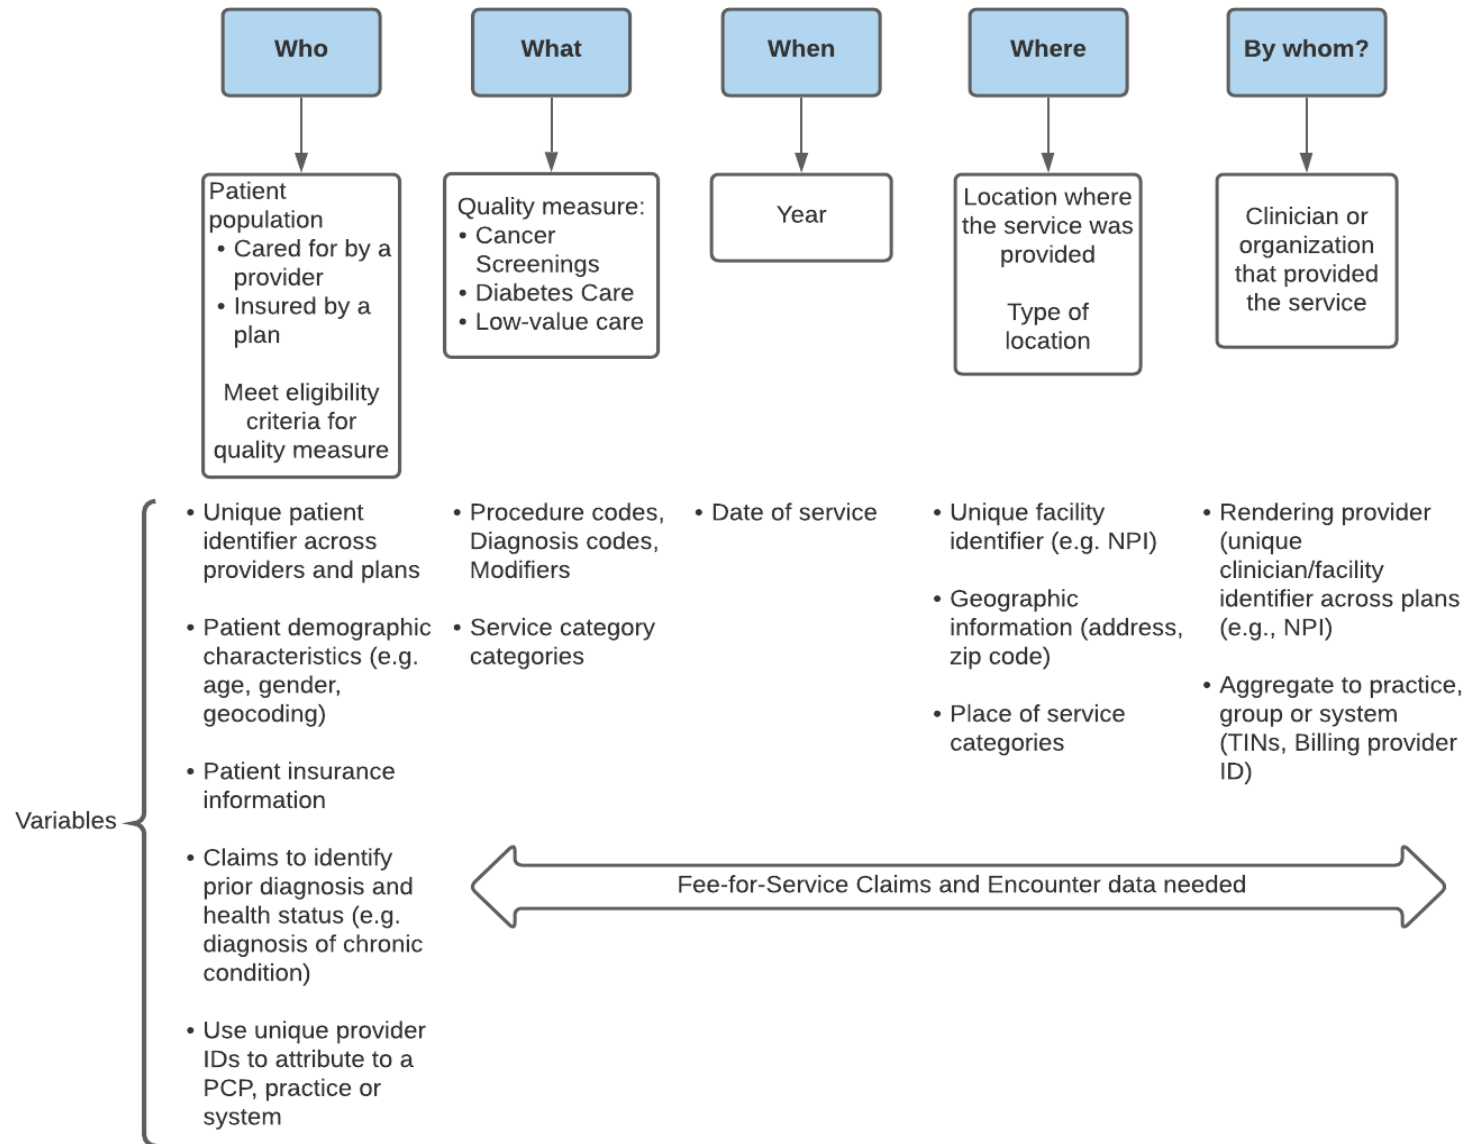 Who
What
When
Where
By whom?
Patient
population
• Cared for by a
provider
• Insured by a
plan
Meet eligibility
criteria for
quality measure
Quality measure:
• Cancer
Screenings
• Diabetes Care
• Low-value care
Year
Location where
the service was
provided
Type of
location
Clinician or
organization
that provided
the service
Variables
• Unique patient
identifier across
providers and plans
• Patient demographic
characteristics (e.g.
age, gender,
geocoding)
• Patient insurance
information
• Claims to identify
prior diagnosis and
health status (e.g.
diagnosis of chronic
condition)
• Use unique provider
IDs to attribute to a
PCP, practice or
system
• Procedure codes,
Diagnosis codes,
Modifiers
• Service category
categories
• Date of service
• Unique facility
identifier (e.g. NPI)
• Geographic
information (address,
zip code)
• Place of service
categories
• Rendering provider
(unique
clinician/facility
identifier across plans
(e.g., NPI)
• Aggregate to practice,
group or system
(TINs, Billing provider
ID)
Fee-for-Service Claims and Encounter data needed